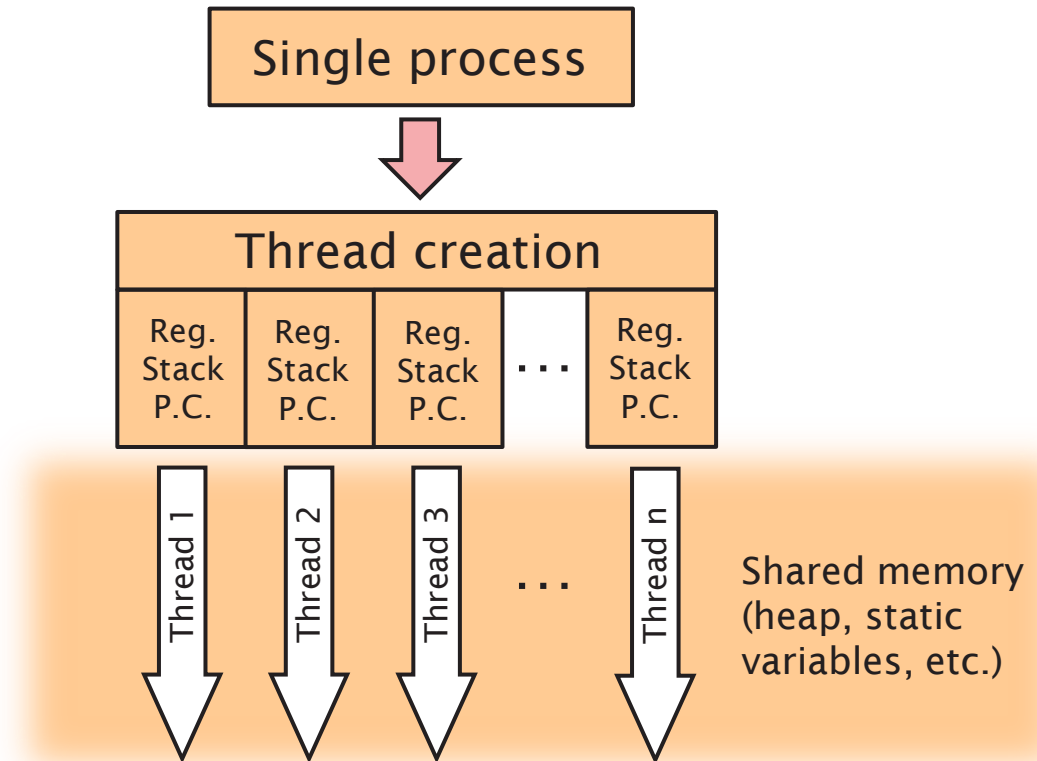 Single process
Thread creation
Reg.
Stack
P.C.
Reg.
Stack
P.C.
Reg.
Stack
P.C.
...
Reg.
Stack
P.C.
Thread 1
Thread 2
Thread 3
...
Thread n
Shared memory
(heap, static
variables, etc.)